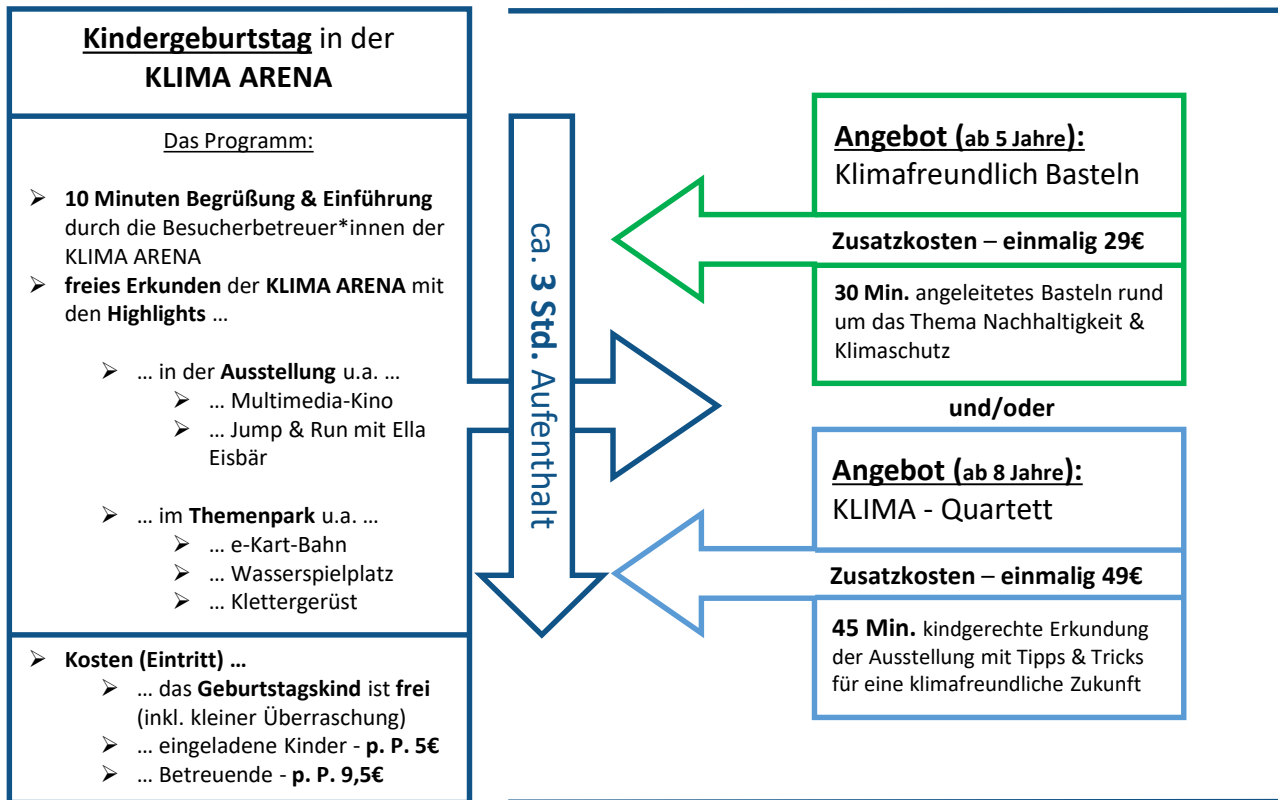 Kindergeburtstag in der
KLIMA ARENA
Das Programm:
➢ 10 Minuten Begrüßung & Einführung
durch die Besucherbetreuer*innen der
KLIMA ARENA
➢ freies Erkunden der KLIMA ARENA mit
den Highlights …
➢ … in der Ausstellung u.a. …
➢ … Multimedia-Kino
➢ … Jump & Run mit Ella
Eisbär
➢ … im Themenpark u.a. …
➢ … e-Kart-Bahn
➢ … Wasserspielplatz
➢ … Klettergerüst
➢ Kosten (Eintritt) …
➢ … das Geburtstagskind ist frei
(inkl. kleiner Überraschung)
➢ … eingeladene Kinder - p. P. 5€
➢ … Betreuende - p. P. 9,5€
ca. 3 Std. Aufenthalt
Angebot (ab 5 Jahre):
Klimafreundlich Basteln
Zusatzkosten – einmalig 29€
30 Min. angeleitetes Basteln rund
um das Thema Nachhaltigkeit &
Klimaschutz
und/oder
Angebot (ab 8 Jahre):
KLIMA - Quartett
Zusatzkosten – einmalig 49€
45 Min. kindgerechte Erkundung
der Ausstellung mit Tipps & Tricks
für eine klimafreundliche Zukunft